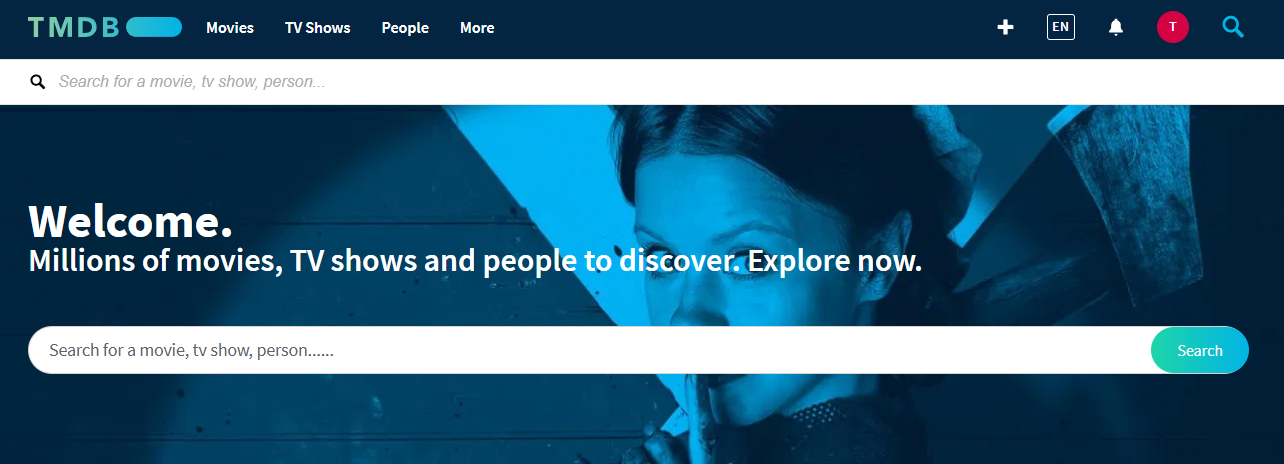 TMDB Movies TV Shows People More EN T
Search for a movie, tv show, person...
Welcome.
Millions of movies, TV shows and people to discover. Explore now.
Search for a movie, tv show, person...... Search